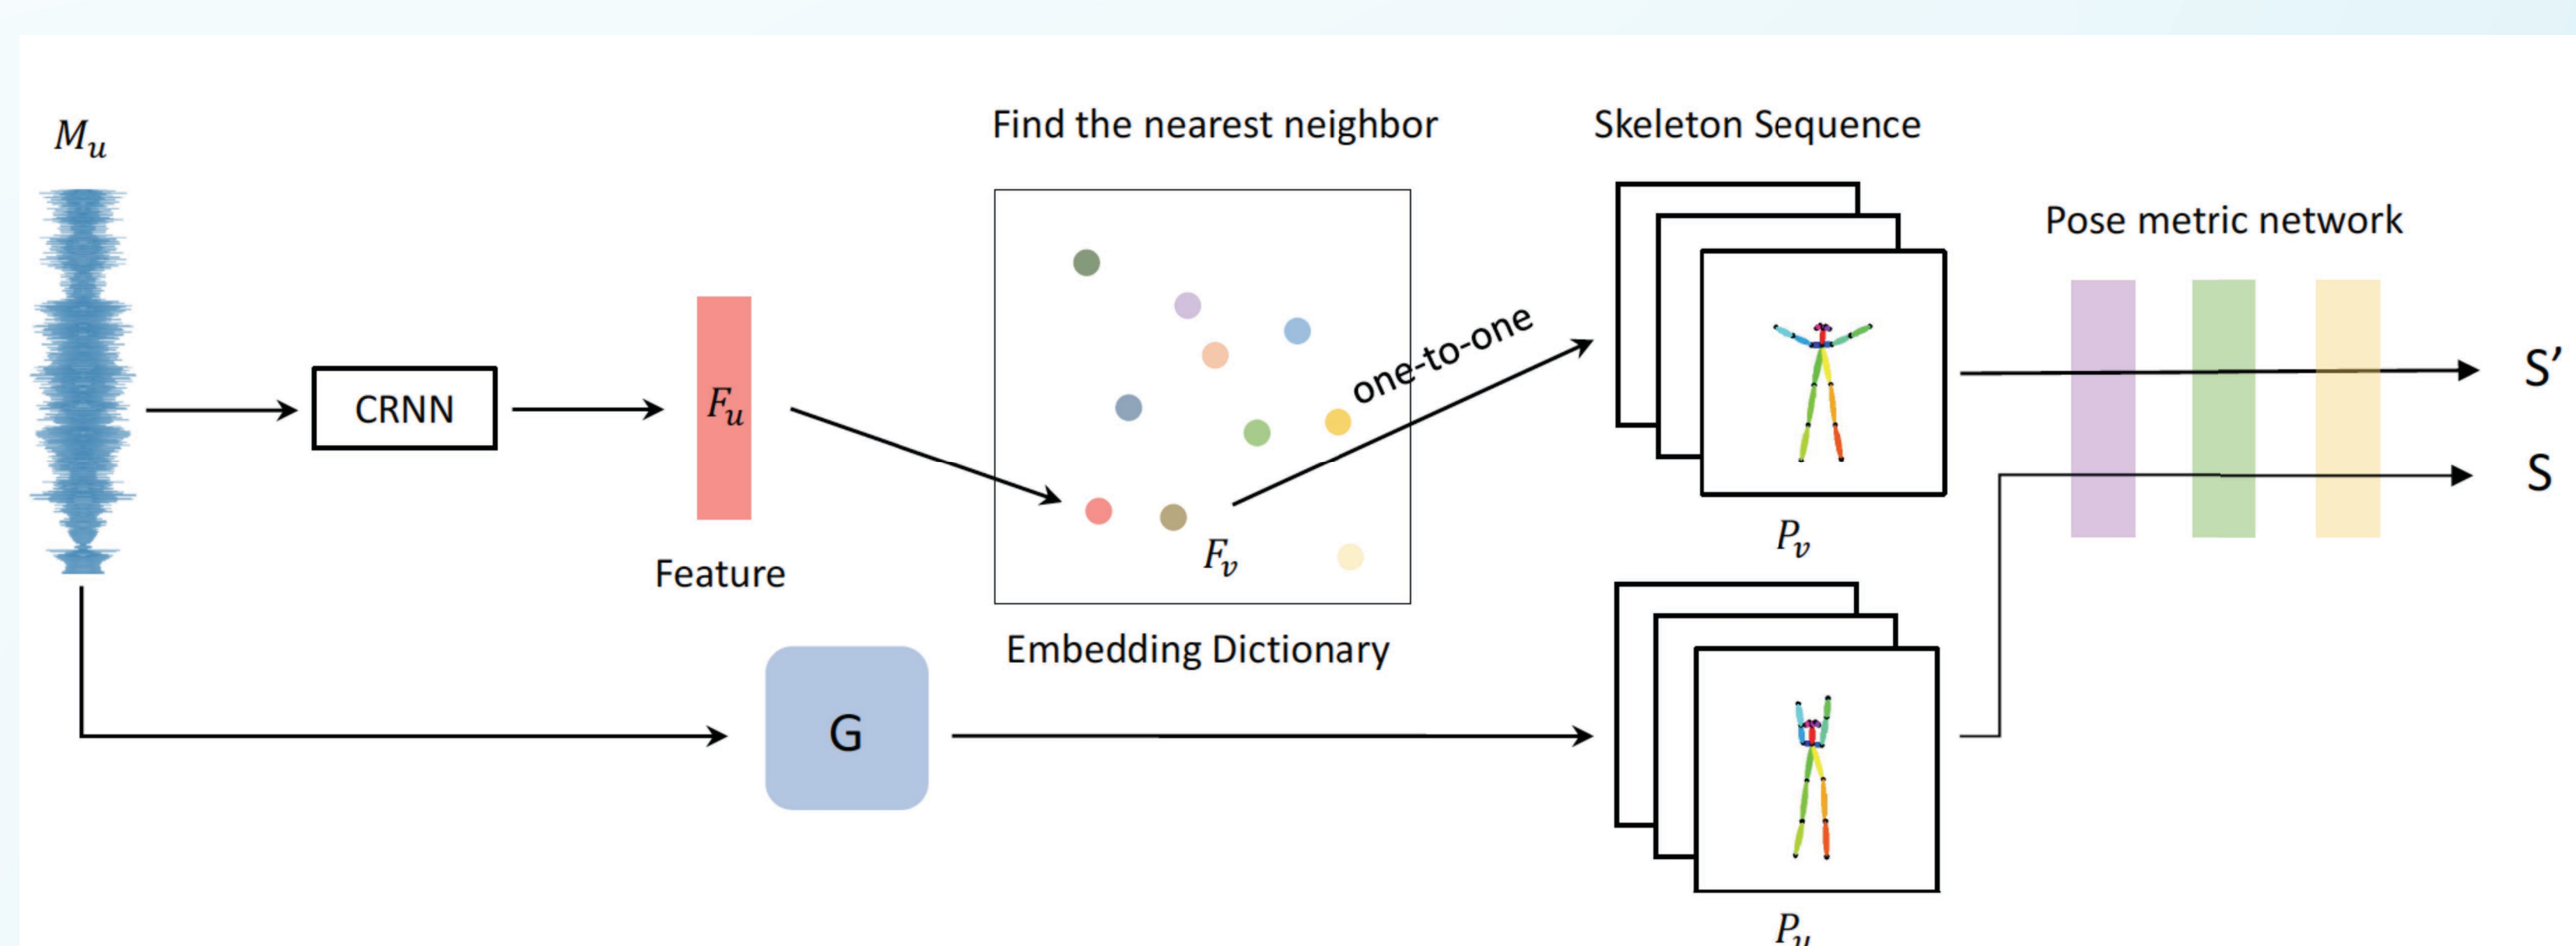 Find the nearest neighbor
Skeleton Sequence
M_u
Pose metric network
one-to-one
S′
CRNN
F_u
S
P_v
F_v
Feature
Embedding Dictionary
G
P_u